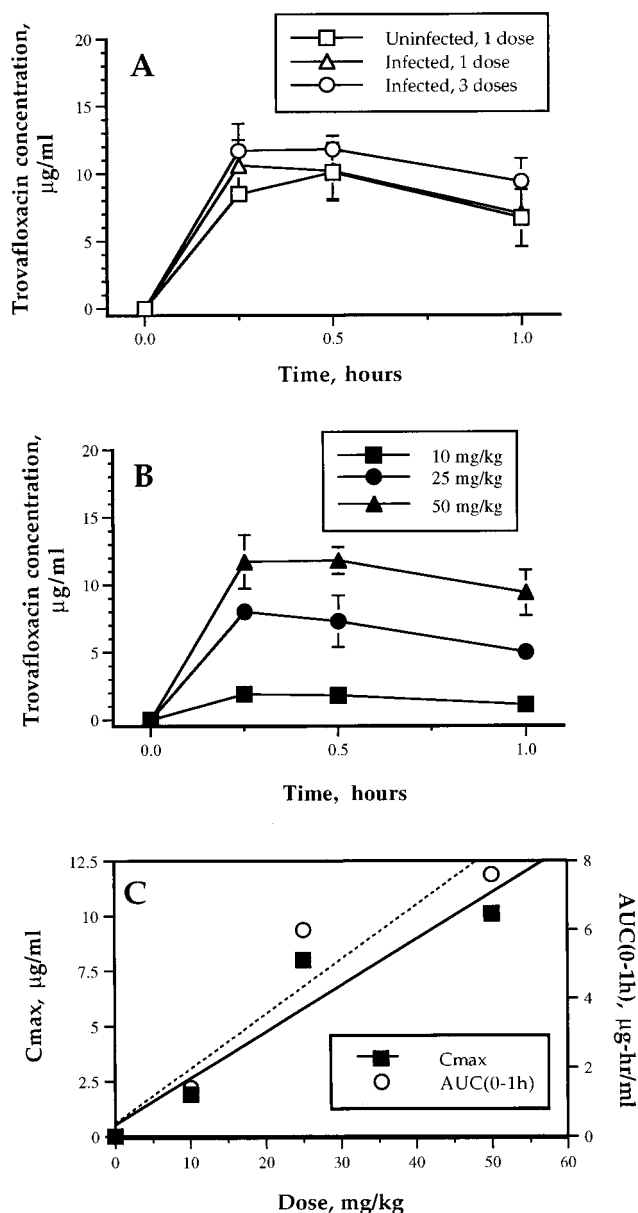 A
Uninfected, 1 dose
Infected, 1 dose
Infected, 3 doses
Trovafloxacin concentration,
μg/ml
20
15
10
5
0
0.0
0.5
1.0
Time, hours
B
10 mg/kg
25 mg/kg
50 mg/kg
Trovafloxacin concentration,
μg/ml
20
15
10
5
0
0.0
0.5
1.0
Time, hours
C
Cmax, μg/ml
12.5
10
7.5
5
2.5
0
Cmax
AUC(0-1h)
8
6
4
2
0
AUC(0-1h), μg-hr/ml
0
10
20
30
40
50
60
Dose, mg/kg